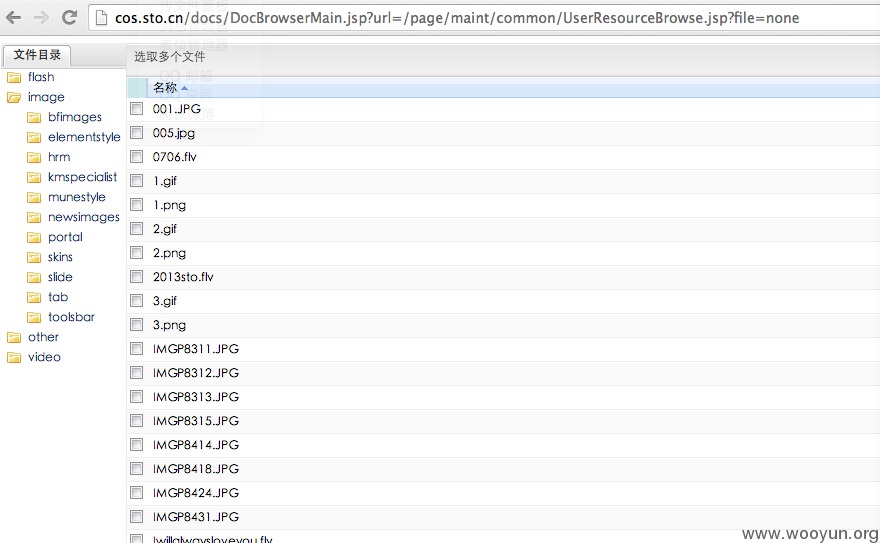 cos.sto.cn/docs/DocBrowserMain.jsp?url=/page/maint/common/UserResourceBrowse.jsp?file=none
文件目录
flash
image
bfimages
elementstyle
hrm
kmspecialist
munestyle
newsimages
portal
skins
slide
tab
toolsbar
other
video
选取多个文件
名称
001.JPG
005.jpg
0706.flv
1.gif
1.png
2.gif
2.png
2013sto.flv
3.gif
3.png
IMGP8311.JPG
IMGP8312.JPG
IMGP8313.JPG
IMGP8315.JPG
IMGP8414.JPG
IMGP8418.JPG
IMGP8424.JPG
IMGP8431.JPG
Iwillalwaysloveyou.flv
www.wooyun.org